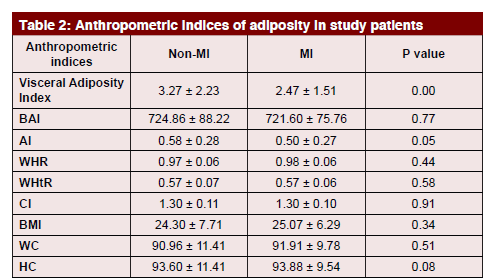 Table 2: Anthropometric indices of adiposity in study patients
Anthropometric indices Non-MI MI P value
Visceral Adiposity Index 3.27 ± 2.23 2.47 ± 1.51 0.00
BAI 724.86 ± 88.22 721.60 ± 75.76 0.77
AI 0.58 ± 0.28 0.50 ± 0.27 0.05
WHR 0.97 ± 0.06 0.98 ± 0.06 0.44
WHtR 0.57 ± 0.07 0.57 ± 0.06 0.58
CI 1.30 ± 0.11 1.30 ± 0.10 0.91
BMI 24.30 ± 7.71 25.07 ± 6.29 0.34
WC 90.96 ± 11.41 91.91 ± 9.78 0.51
HC 93.60 ± 11.41 93.88 ± 9.54 0.08